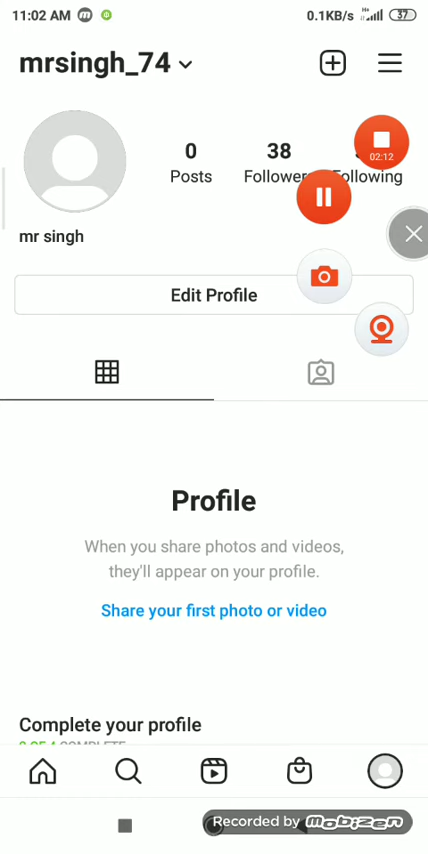 11:02 AM
0.1KB/s
37
mrsingh_74
02:12
0 38
Posts Following
mr singh
Edit Profile
Profile
When you share photos and videos,
they'll appear on your profile.
Share your first photo or video
Complete your profile
COMPLETE
Recorded by mobizen